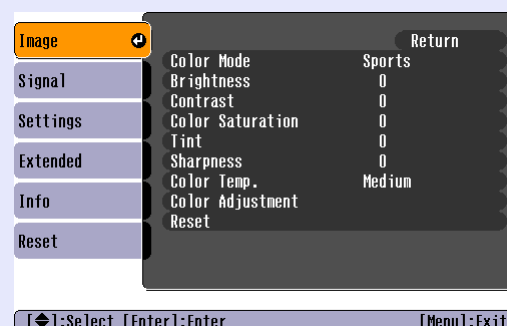 Image
Signal
Settings
Extended
Info
Reset
Return
Color Mode Sports
Brightness 0
Contrast 0
Color Saturation 0
Tint 0
Sharpness 0
Color Temp. Medium
Color Adjustment
Reset
[◆]:Select [Enter]:Enter [Menu]:Exit